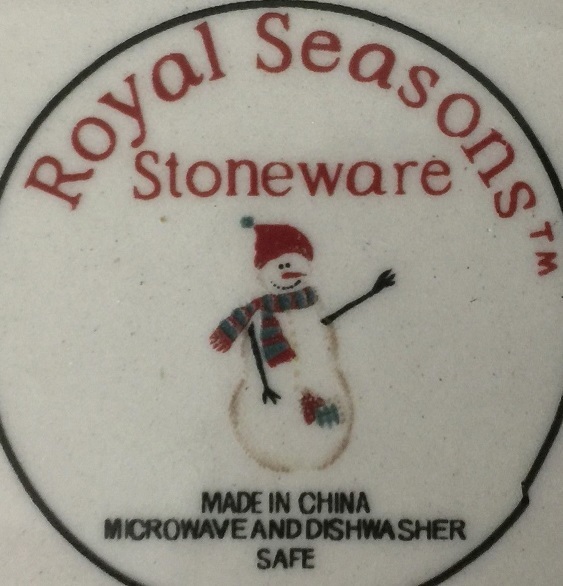 Royal Seasons™
Stoneware
MADE IN CHINA
MICROWAVE AND DISHWASHER
SAFE